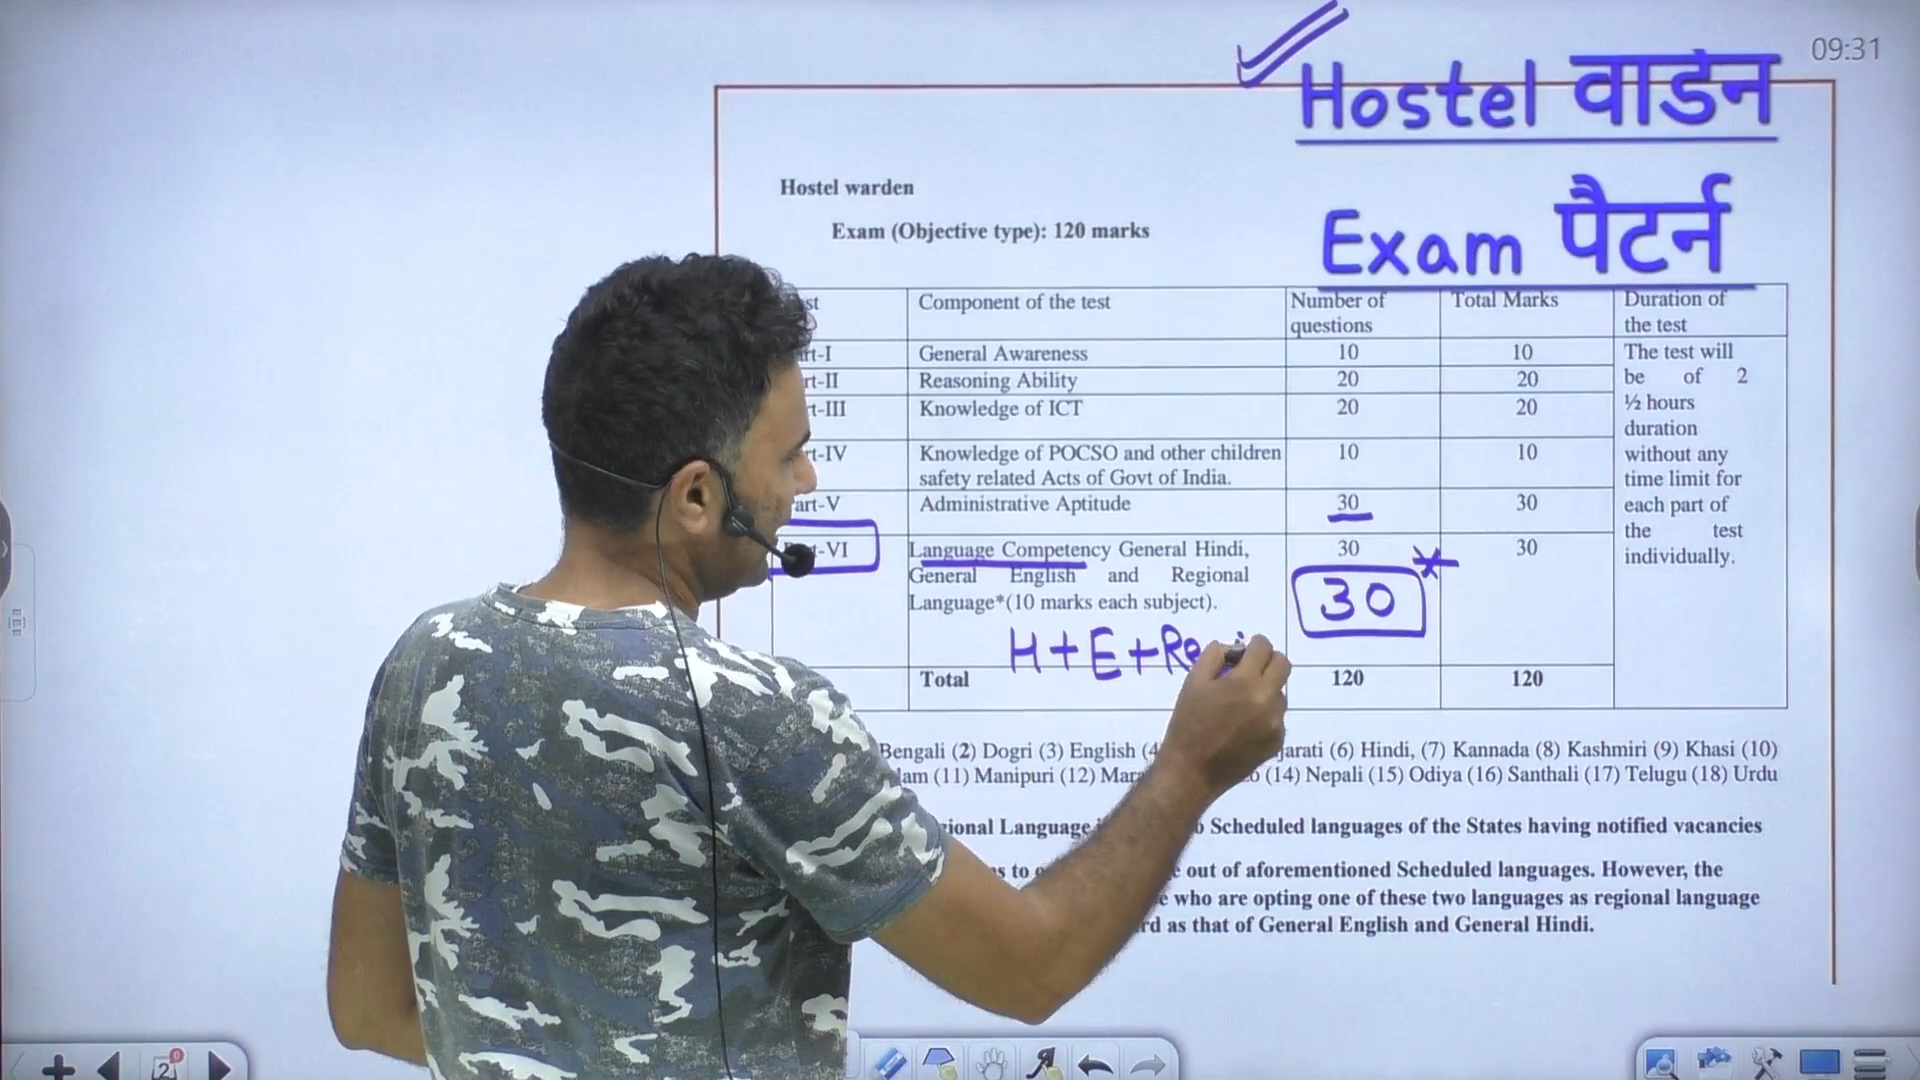 09:31
Hostel वार्डन
Exam पैटर्न
Hostel warden
Exam (Objective type): 120 marks
Component of the test Number of questions Total Marks Duration of the test
General Awareness 10 10
Reasoning Ability 20 20
Knowledge of ICT 20 20
Knowledge of POCSO and other children
safety related Acts of Govt of India. 10 10
Administrative Aptitude 30 30
Language Competency General Hindi,
General English and Regional
Language*(10 marks each subject). 30 30
30 *
H+E+Re
Total 120 120
The test will
be of 2
½ hours
duration
without any
time limit for
each part of
the test
individually.
Bengali (2) Dogri (3) English (6) Hindi, (7) Kannada (8) Kashmiri (9) Khasi (10)
(11) Manipuri (12) (14) Nepali (15) Odiya (16) Santhali (17) Telugu (18) Urdu
Language Scheduled languages of the States having notified vacancies
to out of aforementioned Scheduled languages. However, the
who are opting one of these two languages as regional language
as that of General English and General Hindi.
2